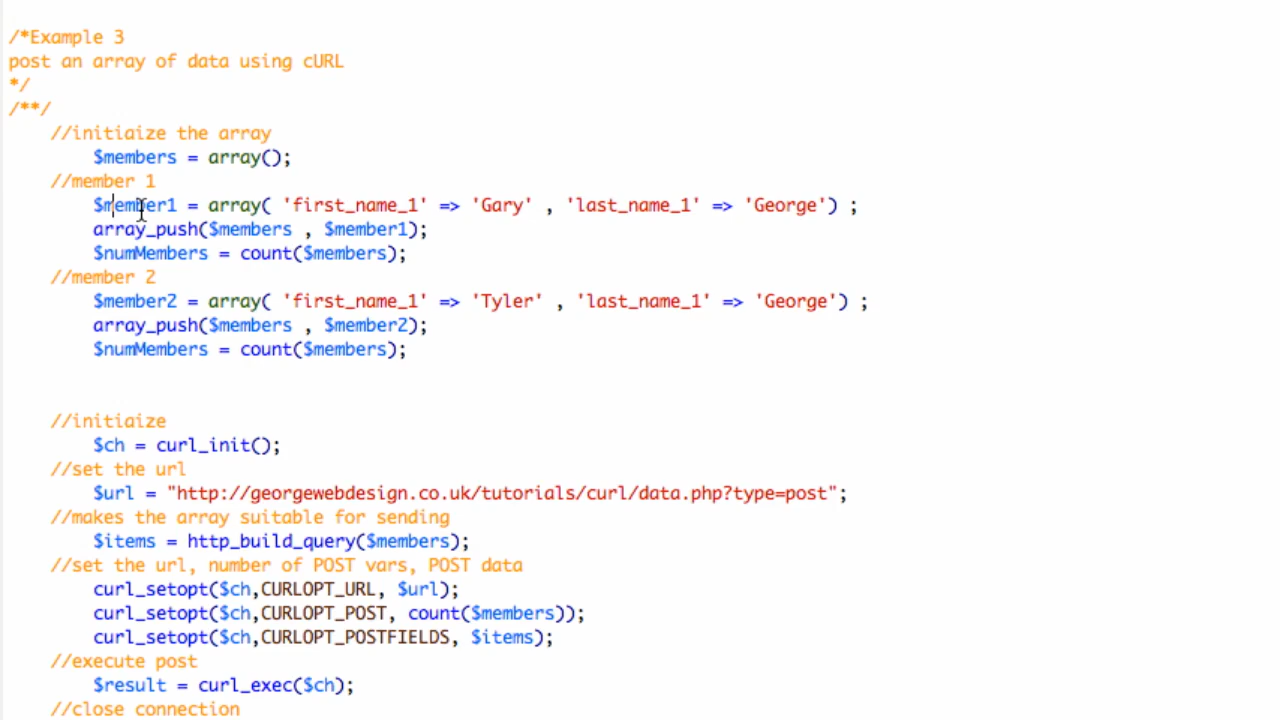 /*Example 3
post an array of data using cURL
*/
/**/
//initiaize the array
$members = array();
//member 1
$member1 = array( 'first_name_1' => 'Gary' , 'last_name_1' => 'George') ;
array_push($members , $member1);
$numMembers = count($members);
//member 2
$member2 = array( 'first_name_1' => 'Tyler' , 'last_name_1' => 'George') ;
array_push($members , $member2);
$numMembers = count($members);
//initiaize
$ch = curl_init();
//set the url
$url = "http://georgewebdesign.co.uk/tutorials/curl/data.php?type=post";
//makes the array suitable for sending
$items = http_build_query($members);
//set the url, number of POST vars, POST data
curl_setopt($ch,CURLOPT_URL, $url);
curl_setopt($ch,CURLOPT_POST, count($members));
curl_setopt($ch,CURLOPT_POSTFIELDS, $items);
//execute post
$result = curl_exec($ch);
//close connection